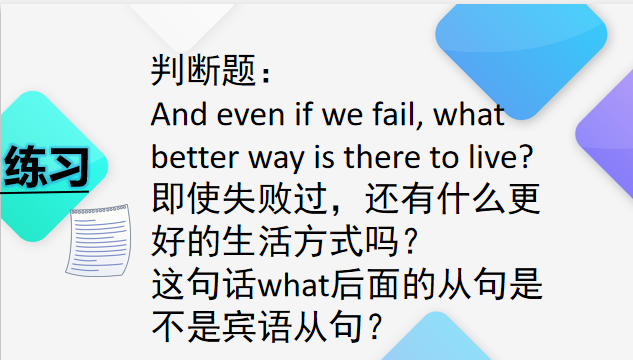 练习
判断题：
And even if we fail, what
better way is there to live?
即使失败过，还有什么更
好的生活方式吗？
这句话what后面的从句是
不是宾语从句？